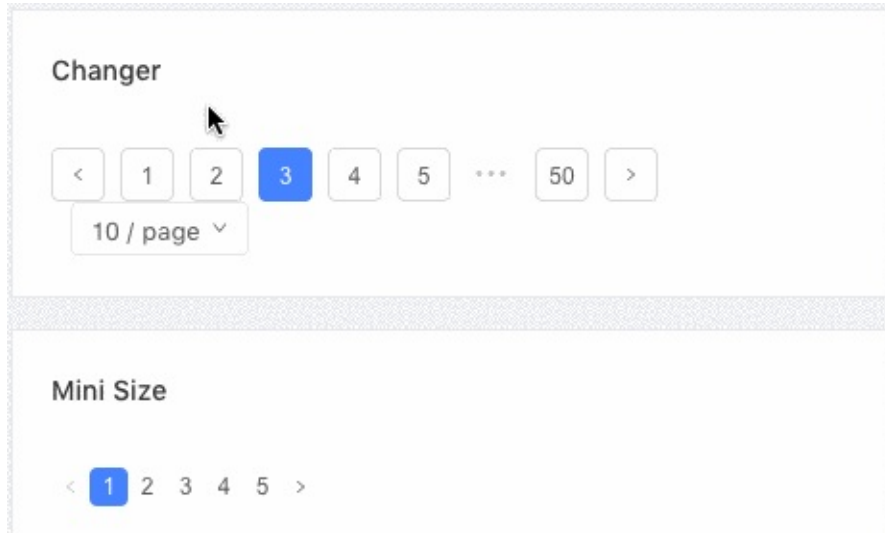 Changer
< 1 2 3 4 5 ••• 50 >
10 / page
Mini Size
< 1 2 3 4 5 >